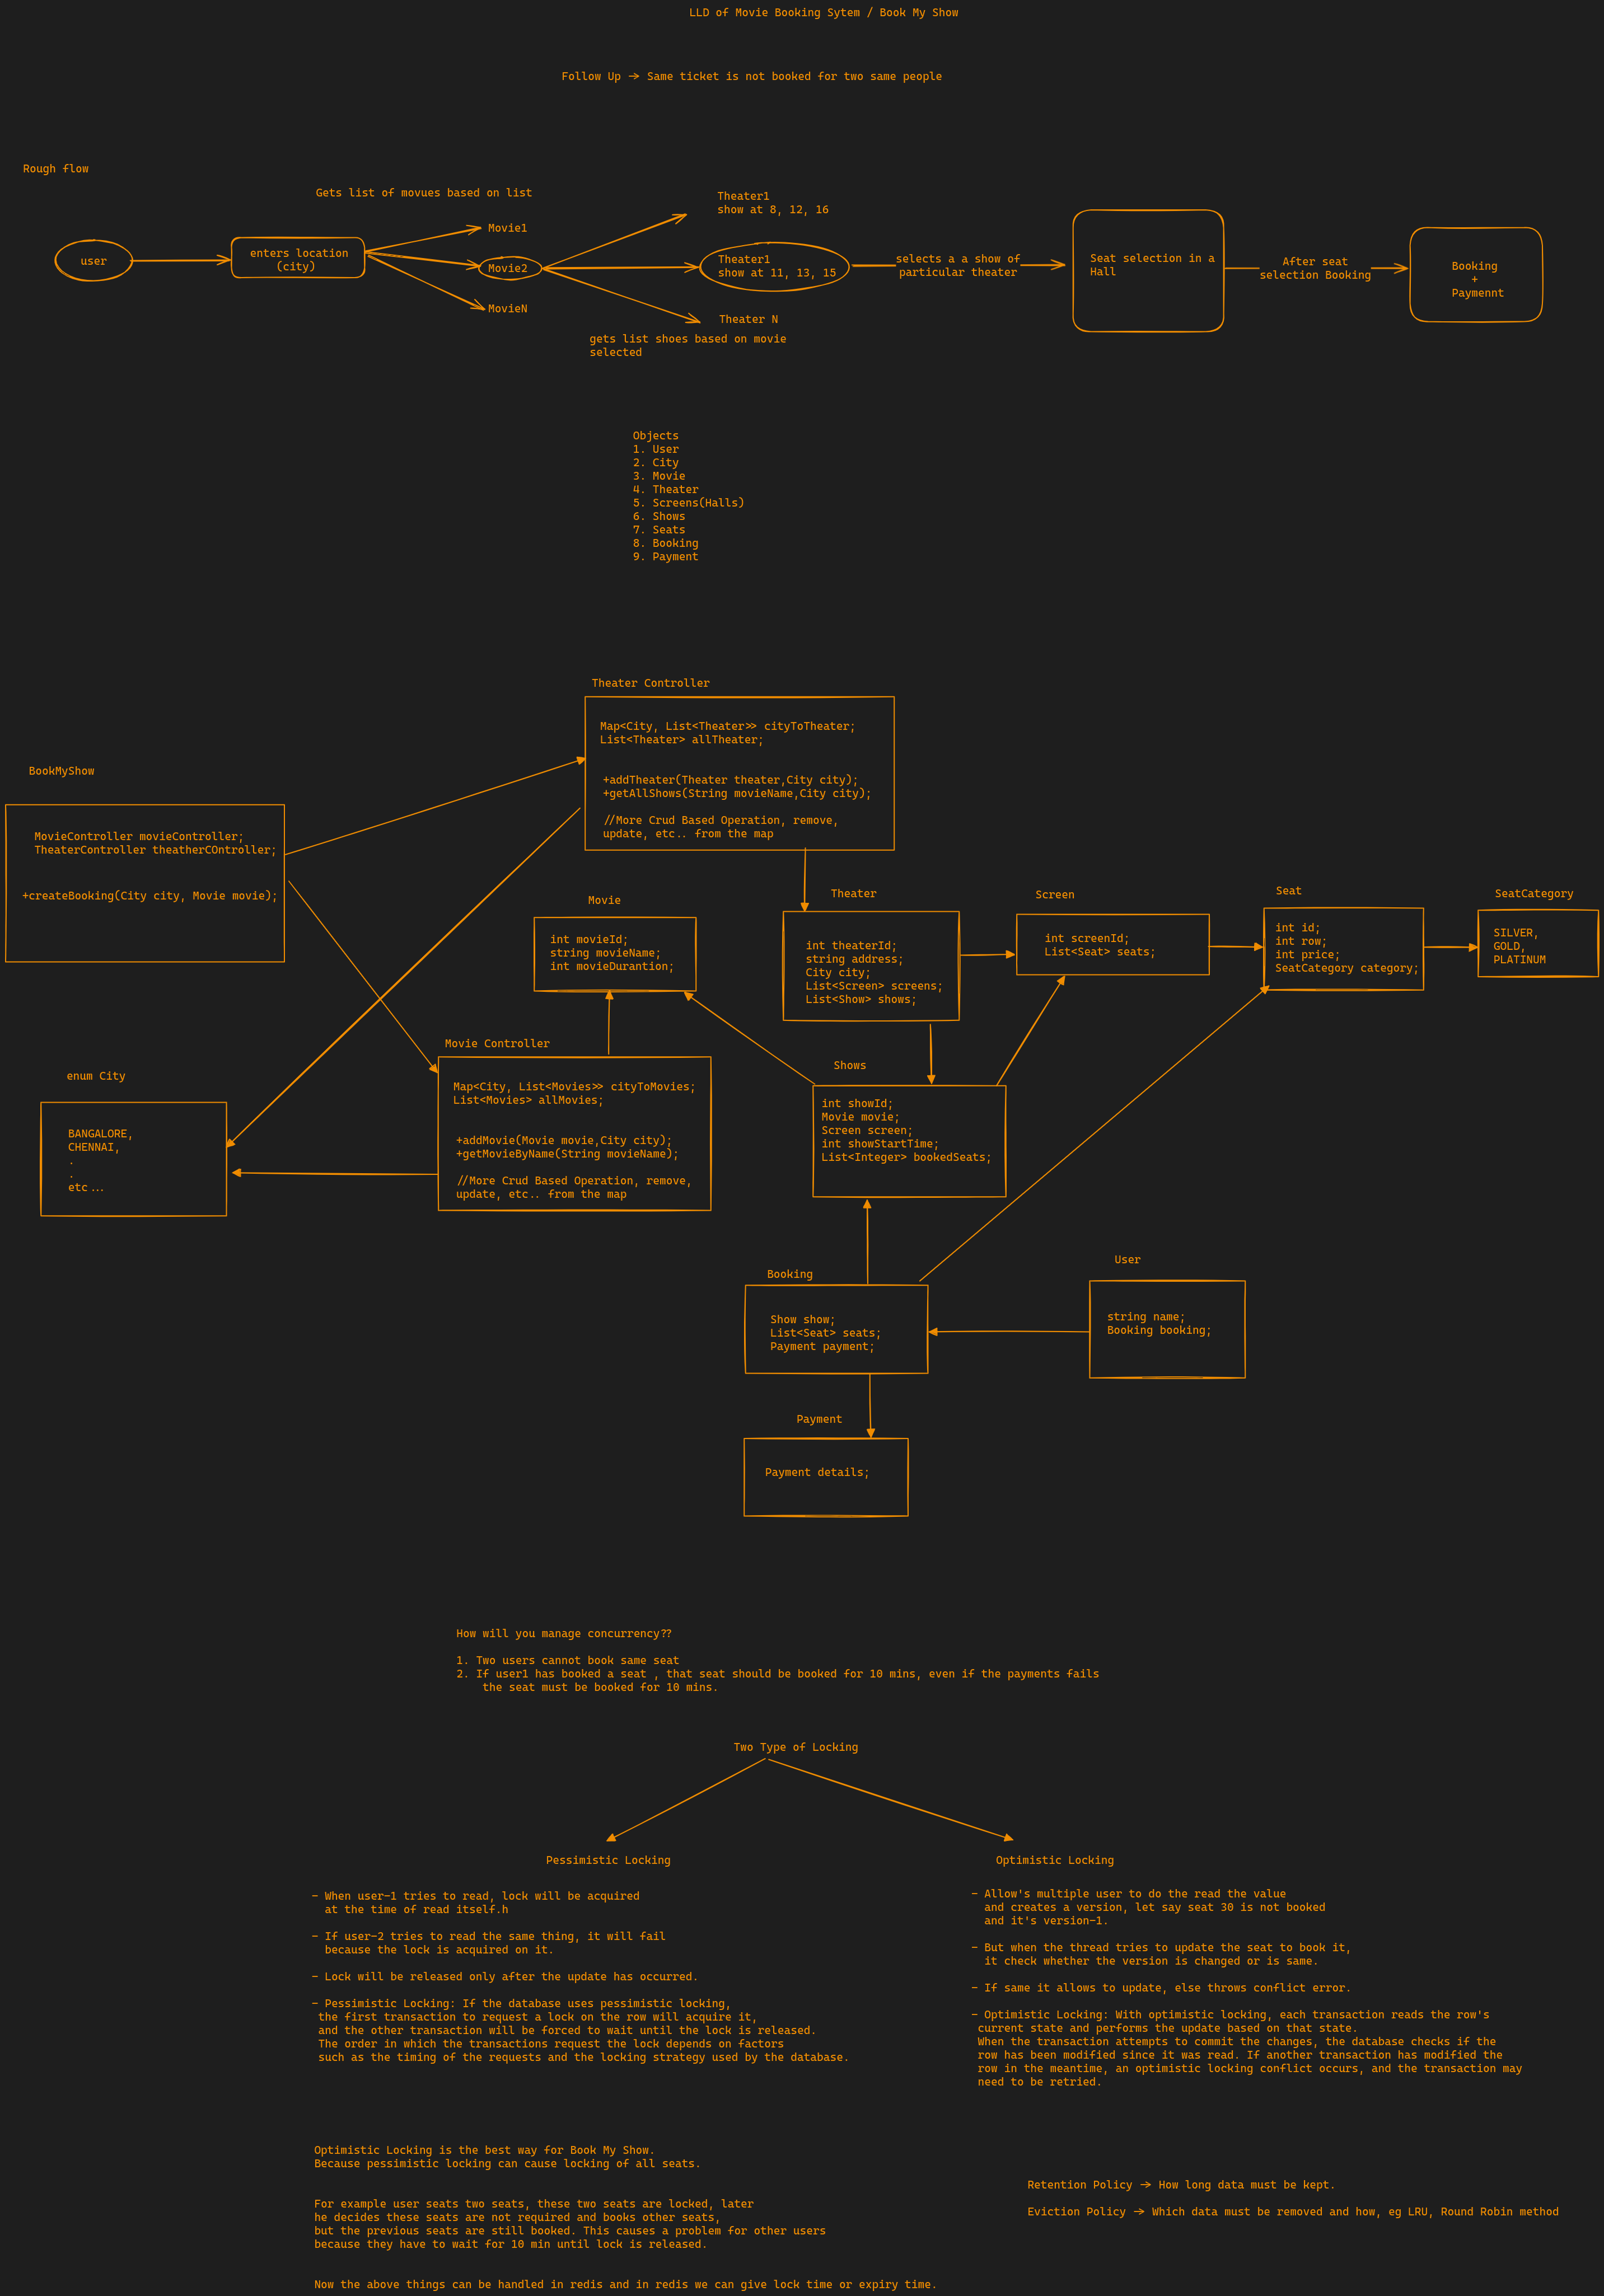 LLD of Movie Booking Sytem / Book My Show
Follow Up -> Same ticket is not booked for two same people
Rough flow
user
enters location
(city)
Gets list of movues based on list
Movie1
Movie2
MovieN
Theater1
show at 8, 12, 16
Theater1
show at 11, 13, 15
Theater N
gets list shoes based on movie
selected
selects a a show of
particular theater
Seat selection in a
Hall
After seat
selection Booking
Booking
+
Paymennt
Objects
1. User
2. City
3. Movie
4. Theater
5. Screens(Halls)
6. Shows
7. Seats
8. Booking
9. Payment
Theater Controller
Map<City, List<Theater>> cityToTheater;
List<Theater> allTheater;
+addTheater(Theater theater,City city);
+getAllShows(String movieName,City city);
//More Crud Based Operation, remove,
update, etc.. from the map
BookMyShow
MovieController movieController;
TheaterController theatherCOntroller;
+createBooking(City city, Movie movie);
Movie
int movieId;
string movieName;
int movieDurantion;
Theater
int theaterId;
string address;
City city;
List<Screen> screens;
List<Show> shows;
Screen
int screenId;
List<Seat> seats;
Seat
int id;
int row;
int price;
SeatCategory category;
SeatCategory
SILVER,
GOLD,
PLATINUM
enum City
BANGALORE,
CHENNAI,
.
.
etc...
Movie Controller
Map<City, List<Movies>> cityToMovies;
List<Movies> allMovies;
+addMovie(Movie movie,City city);
+getMovieByName(String movieName);
//More Crud Based Operation, remove,
update, etc.. from the map
Shows
int showId;
Movie movie;
Screen screen;
int showStartTime;
List<Integer> bookedSeats;
Booking
Show show;
List<Seat> seats;
Payment payment;
User
string name;
Booking booking;
Payment
Payment details;
How will you manage concurrency??
1. Two users cannot book same seat
2. If user1 has booked a seat , that seat should be booked for 10 mins, even if the payments fails
the seat must be booked for 10 mins.
Two Type of Locking
Pessimistic Locking
- When user-1 tries to read, lock will be acquired
at the time of read itself.h
- If user-2 tries to read the same thing, it will fail
because the lock is acquired on it.
- Lock will be released only after the update has occurred.
- Pessimistic Locking: If the database uses pessimistic locking,
the first transaction to request a lock on the row will acquire it,
and the other transaction will be forced to wait until the lock is released.
The order in which the transactions request the lock depends on factors
such as the timing of the requests and the locking strategy used by the database.
Optimistic Locking
- Allow's multiple user to do the read the value
and creates a version, let say seat 30 is not booked
and it's version-1.
- But when the thread tries to update the seat to book it,
it check whether the version is changed or is same.
- If same it allows to update, else throws conflict error.
- Optimistic Locking: With optimistic locking, each transaction reads the row's
current state and performs the update based on that state.
When the transaction attempts to commit the changes, the database checks if the
row has been modified since it was read. If another transaction has modified the
row in the meantime, an optimistic locking conflict occurs, and the transaction may
need to be retried.
Optimistic Locking is the best way for Book My Show.
Because pessimistic locking can cause locking of all seats.
For example user seats two seats, these two seats are locked, later
he decides these seats are not required and books other seats,
but the previous seats are still booked. This causes a problem for other users
because they have to wait for 10 min until lock is released.
Now the above things can be handled in redis and in redis we can give lock time or expiry time.
Retention Policy -> How long data must be kept.
Eviction Policy -> Which data must be removed and how, eg LRU, Round Robin method